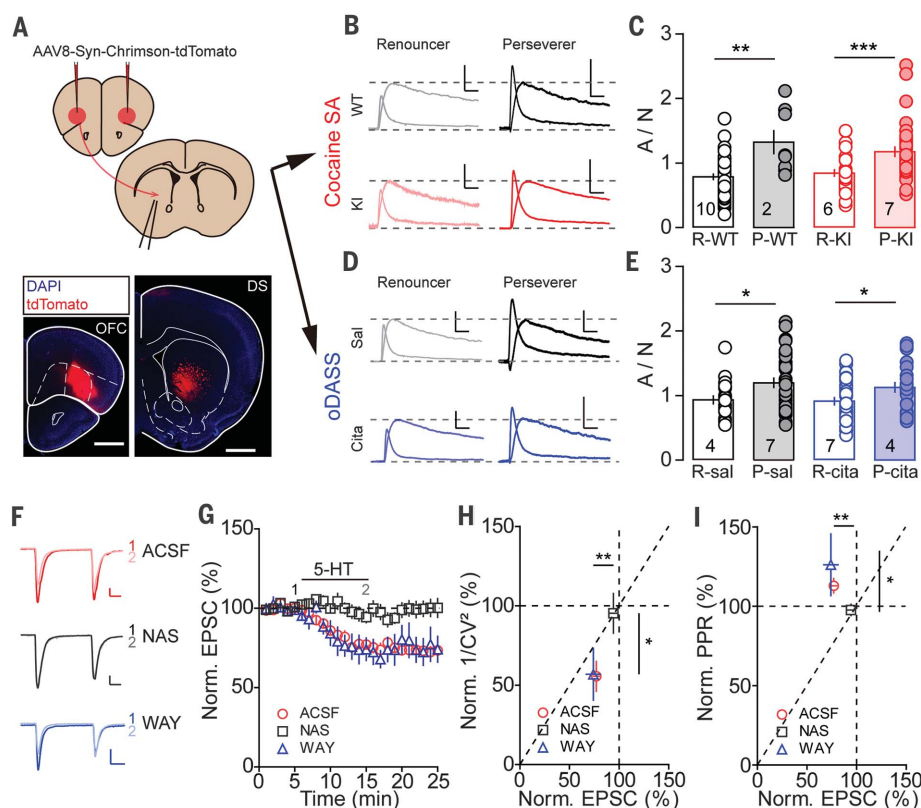 A
AAV8-Syn-Chrimson-tdTomato
DAPI
tdTomato
OFC
DS
B
Renouncer Perseverer
Cocaine SA
WT
KI
C
A / N
3
2
1
0
** ***
10 2 6 7
R-WT P-WT R-KI P-KI
D
Renouncer Perseverer
oDASS
Sal
Cita
E
A / N
3
2
1
0
* *
4 7 7 4
R-sal P-sal R-cita P-cita
F
1 ACSF
2
1 NAS
2
1 WAY
2
G
Norm. EPSC (%)
150
100
50
0
1 5-HT 2
ACSF
NAS
WAY
0 5 10 15 20 25
Time (min)
H
Norm. 1/CV² (%)
150
100
50
0
**
*
ACSF
NAS
WAY
0 50 100 150
Norm. EPSC (%)
I
Norm. PPR (%)
150
100
50
0
**
*
ACSF
NAS
WAY
0 50 100 150
Norm. EPSC (%)